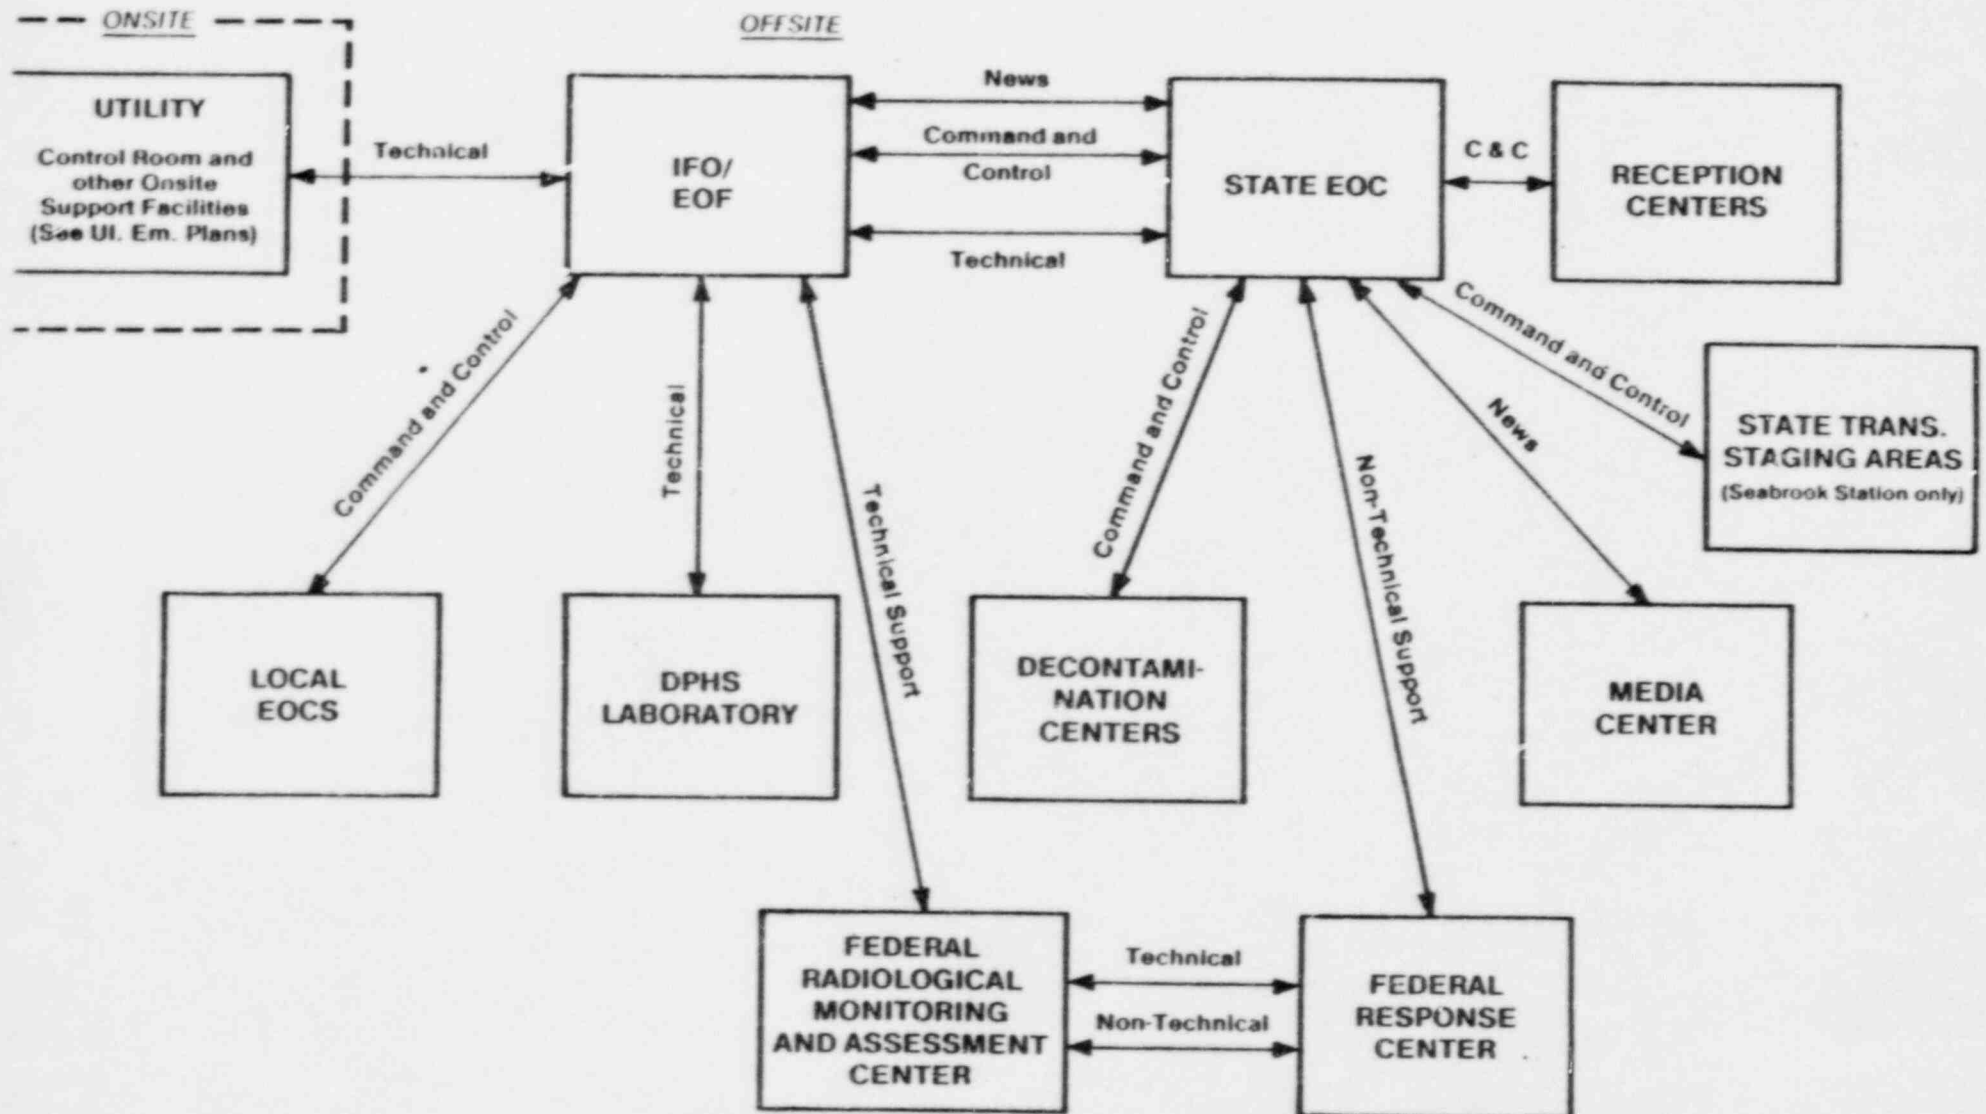 ONSITE
OFFSITE
UTILITY
Control Room and
other Onsite
Support Facilities
(See Ut. Em. Plans)
Technical
IFO/
EOF
News
Command and
Control
Technical
STATE EOC
C & C
RECEPTION
CENTERS
Command and Control
Technical
Technical Support
Command and Control
Non-Technical Support
News
Command and Control
STATE TRANS.
STAGING AREAS
(Seabrook Station only)
LOCAL
EOCS
DPHS
LABORATORY
DECONTAMI-
NATION
CENTERS
MEDIA
CENTER
FEDERAL
RADIOLOGICAL
MONITORING
AND ASSESSMENT
CENTER
Technical
Non-Technical
FEDERAL
RESPONSE
CENTER